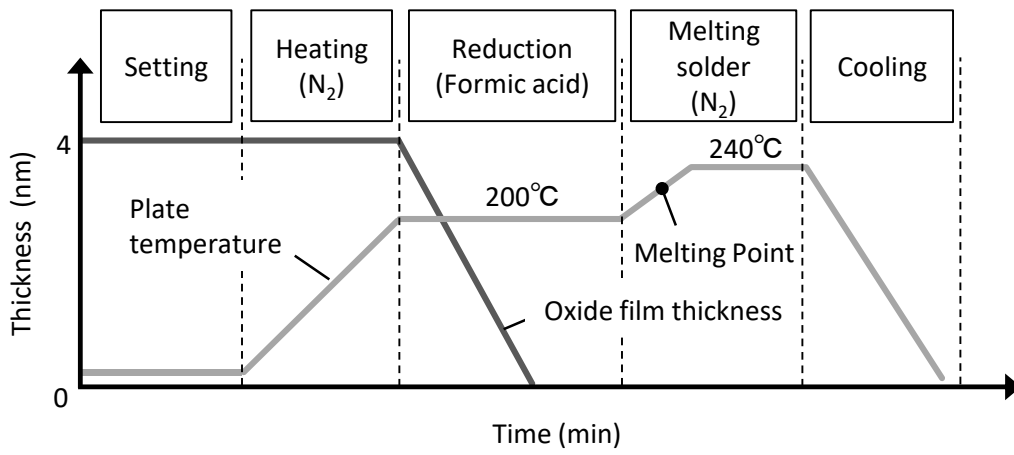 Setting
Heating
(N₂)
Reduction
(Formic acid)
Melting
solder
(N₂)
Cooling
4
240℃
200℃
Plate
temperature
Melting Point
Oxide film thickness
Thickness (nm)
0
Time (min)